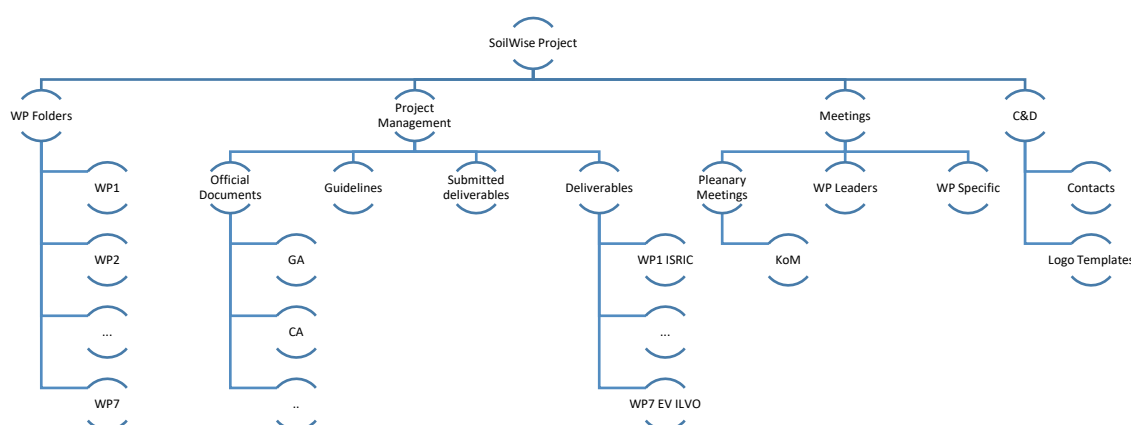 SoilWise Project
WP Folders
Project
Management
Meetings
C&D
WP1
WP2
...
WP7
Official
Documents
Guidelines
Submitted
deliverables
Deliverables
GA
CA
..
WP1 ISRIC
...
WP7 EV ILVO
Pleanary
Meetings
WP Leaders
WP Specific
KoM
Contacts
Logo Templates